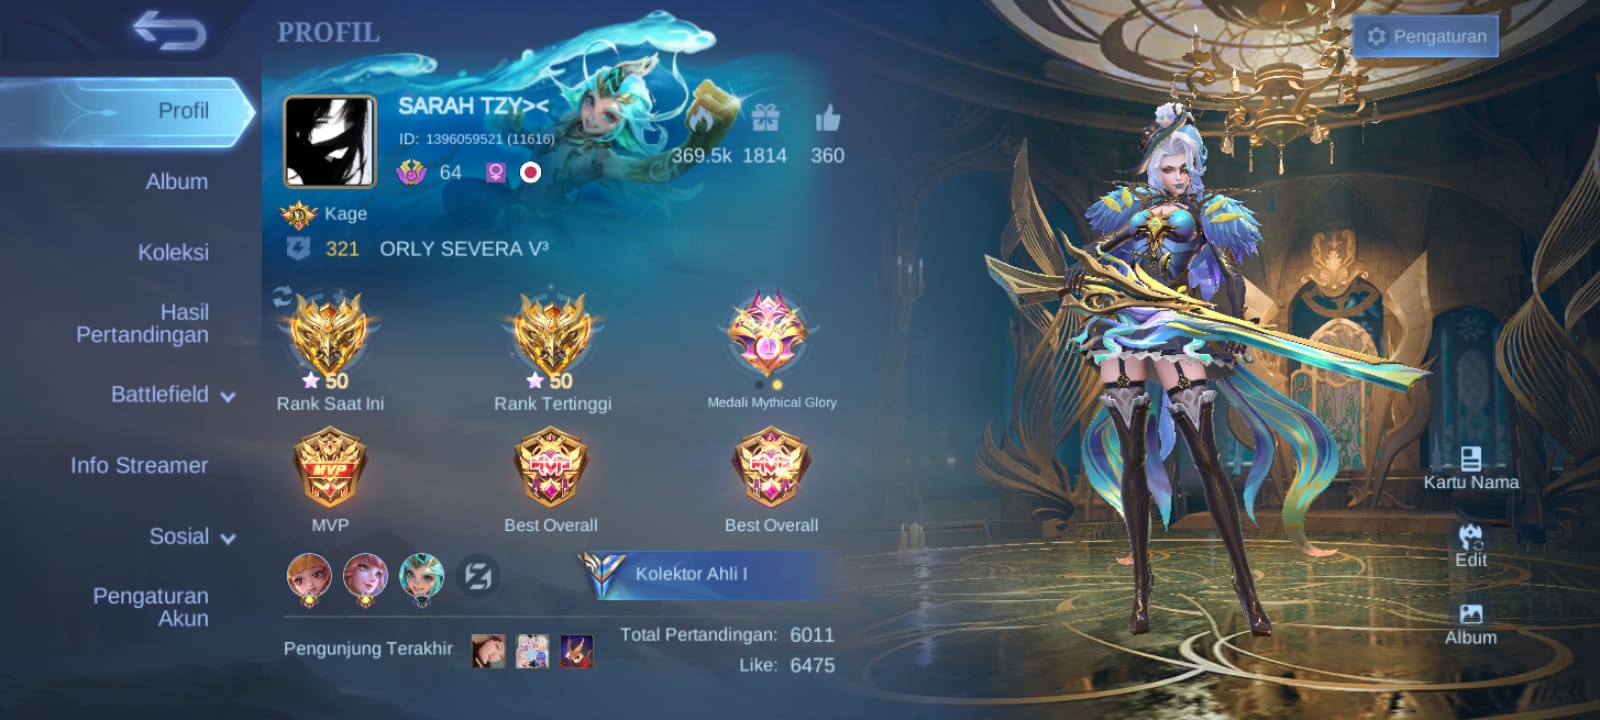 PROFIL
Pengaturan
Profil
Album
Koleksi
Hasil
Pertandingan
Battlefield
Info Streamer
Sosial
Pengaturan
Akun
SARAH TZY><
ID: 1396059521 (11616)
64
369.5k 1814 360
Kage
321 ORLY SEVERA V³
50
Rank Saat Ini
50
Rank Tertinggi
1
Medali Mythical Glory
MVP
MVP
Best Overall
Best Overall
Kolektor Ahli I
Pengunjung Terakhir
Total Pertandingan: 6011
Like: 6475
Kartu Nama
Edit
Album